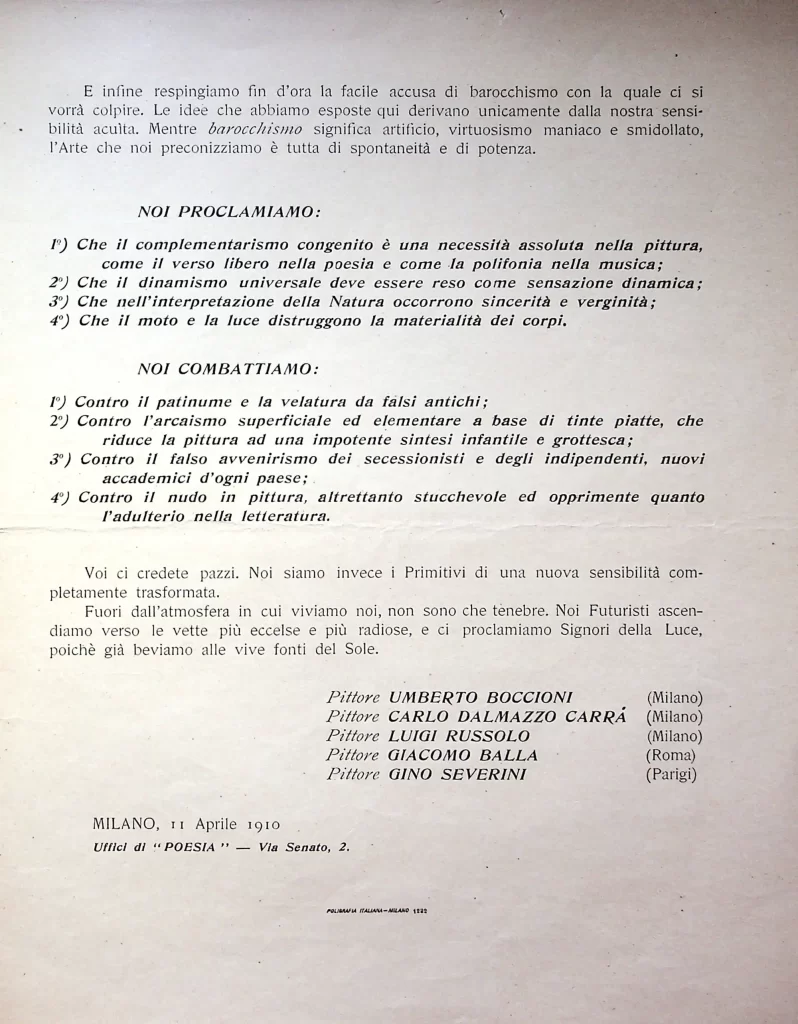 E infine respingiamo fin d'ora la facile accusa di barocchismo con la quale ci si
vorrà colpire. Le idee che abbiamo esposte qui derivano unicamente dalla nostra sensi-
bilità acuita. Mentre barocchismo significa artificio, virtuosismo maniaco e smidollato,
l'Arte che noi preconizziamo è tutta di spontaneità e di potenza.
NOI PROCLAMIAMO:
1º) Che il complementarismo congenito è una necessità assoluta nella pittura,
come il verso libero nella poesia e come la polifonia nella musica;
2º) Che il dinamismo universale deve essere reso come sensazione dinamica;
3º) Che nell'interpretazione della Natura occorrono sincerità e verginità;
4º) Che il moto e la luce distruggono la materialità dei corpi.
NOI COMBATTIAMO:
1º) Contro il patinume e la velatura da falsi antichi;
2º) Contro l'arcaismo superficiale ed elementare a base di tinte piatte, che
riduce la pittura ad una impotente sintesi infantile e grottesca;
3º) Contro il falso avvenirismo dei secessionisti e degli indipendenti, nuovi
accademici d'ogni paese;
4º) Contro il nudo in pittura, altrettanto stucchevole ed opprimente quanto
l'adulterio nella letteratura.
Voi ci credete pazzi. Noi siamo invece i Primitivi di una nuova sensibilità com-
pletamente trasformata.
Fuori dall'atmosfera in cui viviamo noi, non sono che tenebre. Noi Futuristi ascen-
diamo verso le vette più eccelse e più radiose, e ci proclamiamo Signori della Luce,
poichè già beviamo alle vive fonti del Sole.
Pittore UMBERTO BOCCIONI (Milano)
Pittore CARLO DALMAZZO CARRÁ (Milano)
Pittore LUIGI RUSSOLO (Milano)
Pittore GIACOMO BALLA (Roma)
Pittore GINO SEVERINI (Parigi)
MILANO, 11 Aprile 1910
Uffici di "POESIA" — Via Senato, 2.
POLIGRAFIA ITALIANA—MILANO